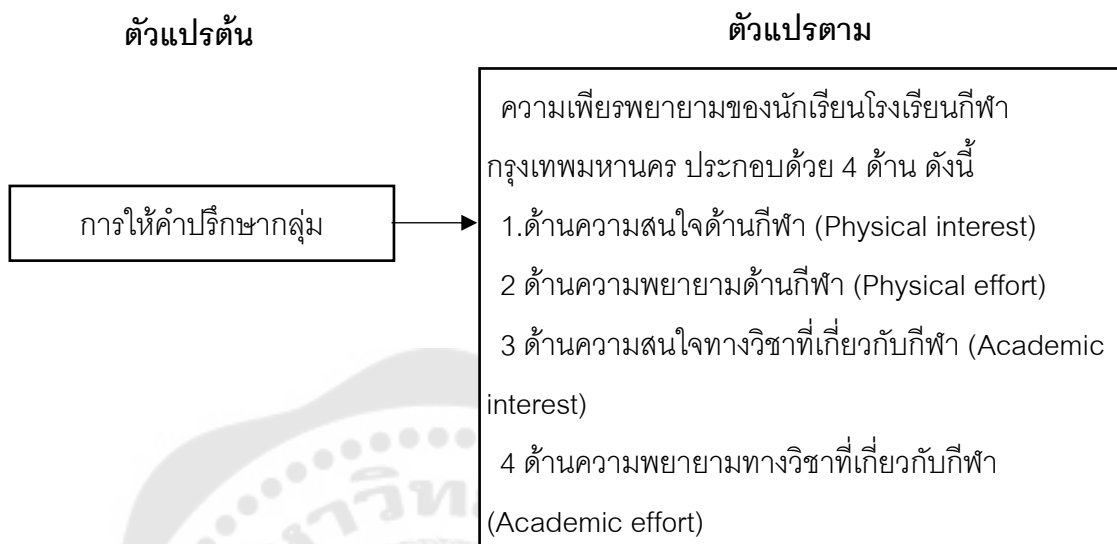 ตัวแปรต้น
ตัวแปรตาม
การให้คำปรึกษากลุ่ม
ความเพียรพยายามของนักเรียนโรงเรียนกีฬา
กรุงเทพมหานคร ประกอบด้วย 4 ด้าน ดังนี้
1.ด้านความสนใจด้านกีฬา (Physical interest)
2 ด้านความพยายามด้านกีฬา (Physical effort)
3 ด้านความสนใจทางวิชาที่เกี่ยวกับกีฬา (Academic
interest)
4 ด้านความพยายามทางวิชาที่เกี่ยวกับกีฬา
(Academic effort)